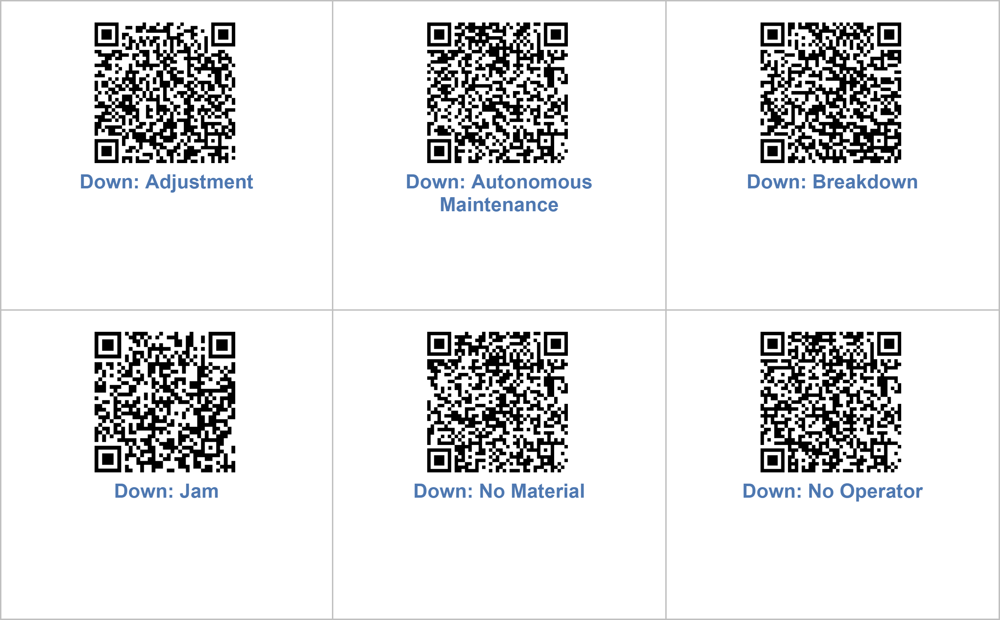 Down: Adjustment
Down: Autonomous
Maintenance
Down: Breakdown
Down: Jam
Down: No Material
Down: No Operator